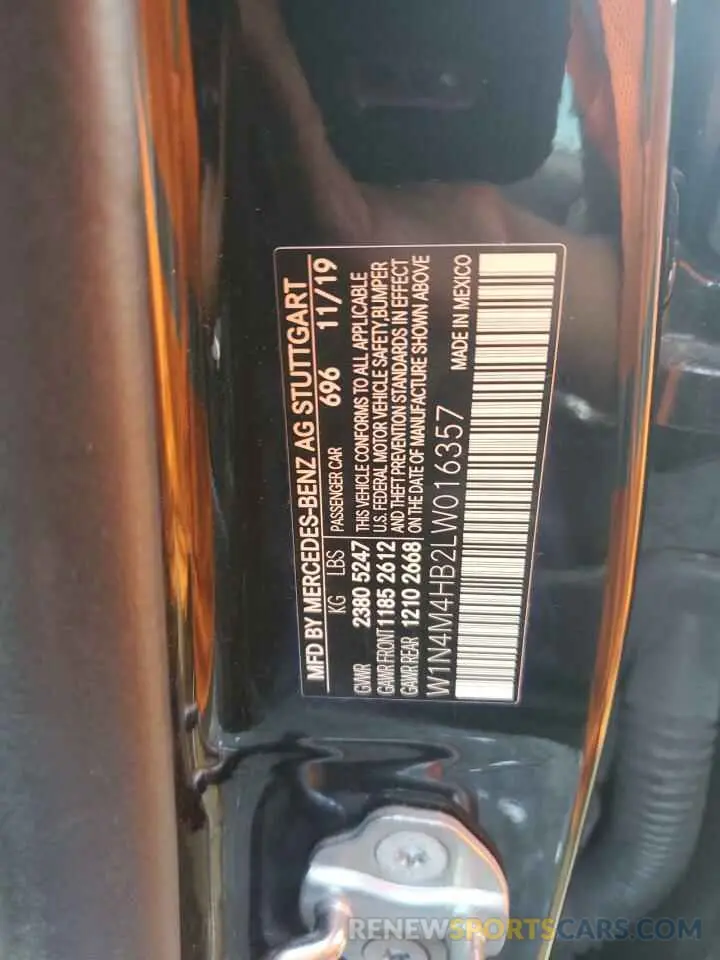 MFD BY MERCEDES-BENZ AG STUTTGART
KG LBS PASSENGER CAR 696 11/19
GVWR 2380 5247 THIS VEHICLE CONFORMS TO ALL APPLICABLE
GAWR FRONT 1185 2612 U.S. FEDERAL MOTOR VEHICLE SAFETY, BUMPER
GAWR REAR 1210 2668 AND THEFT PREVENTION STANDARDS IN EFFECT
ON THE DATE OF MANUFACTURE SHOWN ABOVE
W1N4M4HB2LW016357 MADE IN MEXICO
RENEWSPORTSCARS.COM